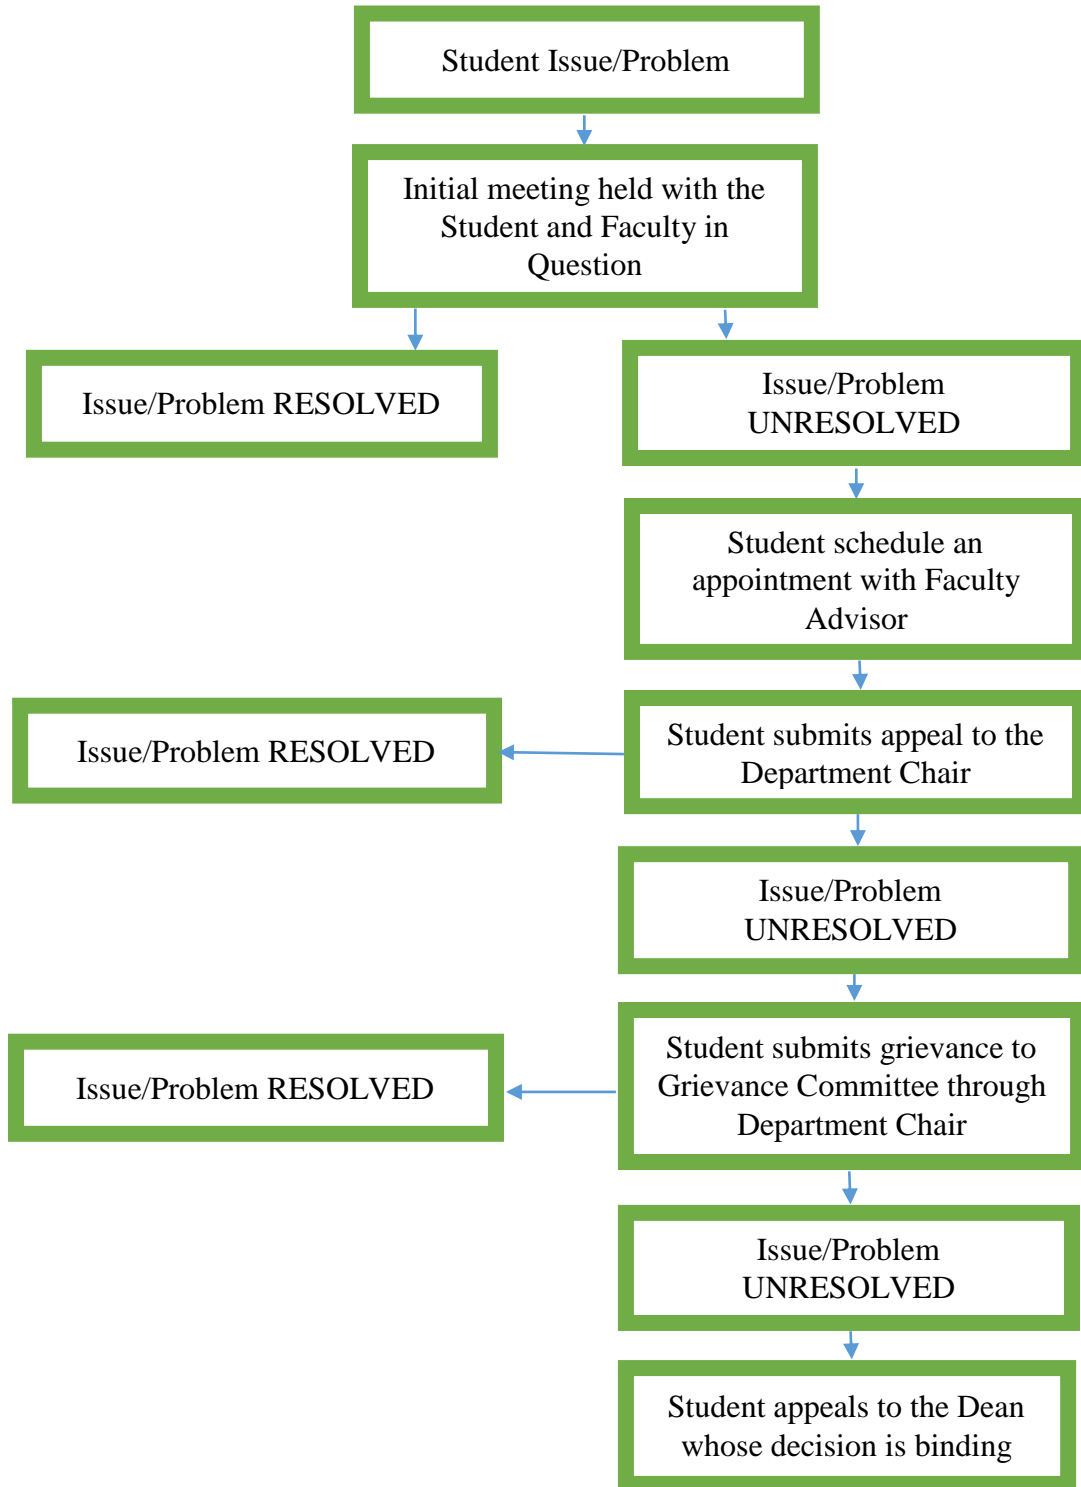 Student Issue/Problem
Initial meeting held with the
Student and Faculty in
Question
Issue/Problem RESOLVED
Issue/Problem
UNRESOLVED
Student schedule an
appointment with Faculty
Advisor
Issue/Problem RESOLVED
Student submits appeal to the
Department Chair
Issue/Problem
UNRESOLVED
Issue/Problem RESOLVED
Student submits grievance to
Grievance Committee through
Department Chair
Issue/Problem
UNRESOLVED
Student appeals to the Dean
whose decision is binding